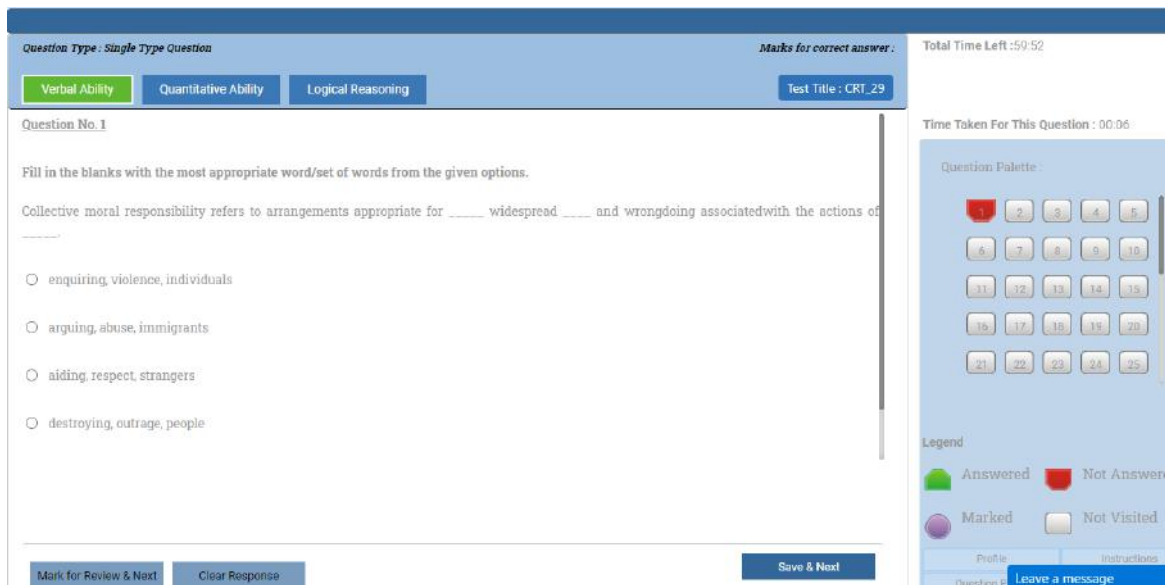 Question Type : Single Type Question
Marks for correct answer :
Verbal Ability
Quantitative Ability
Logical Reasoning
Test Title : CRT_29
Question No. 1
Fill in the blanks with the most appropriate word/set of words from the given options.
Collective moral responsibility refers to arrangements appropriate for _____ widespread ____ and wrongdoing associatedwith the actions of
_____.
enquiring, violence, individuals
arguing, abuse, immigrants
aiding, respect, strangers
destroying, outrage, people
Mark for Review & Next
Clear Response
Save & Next
Total Time Left :59:52
Time Taken For This Question : 00:06
Question Palette :
1 2 3 4 5
6 7 8 9 10
11 12 13 14 15
16 17 18 19 20
21 22 23 24 25
Legend
Answered
Not Answere
Marked
Not Visited
Profile
Instructions
Question P
Leave a message